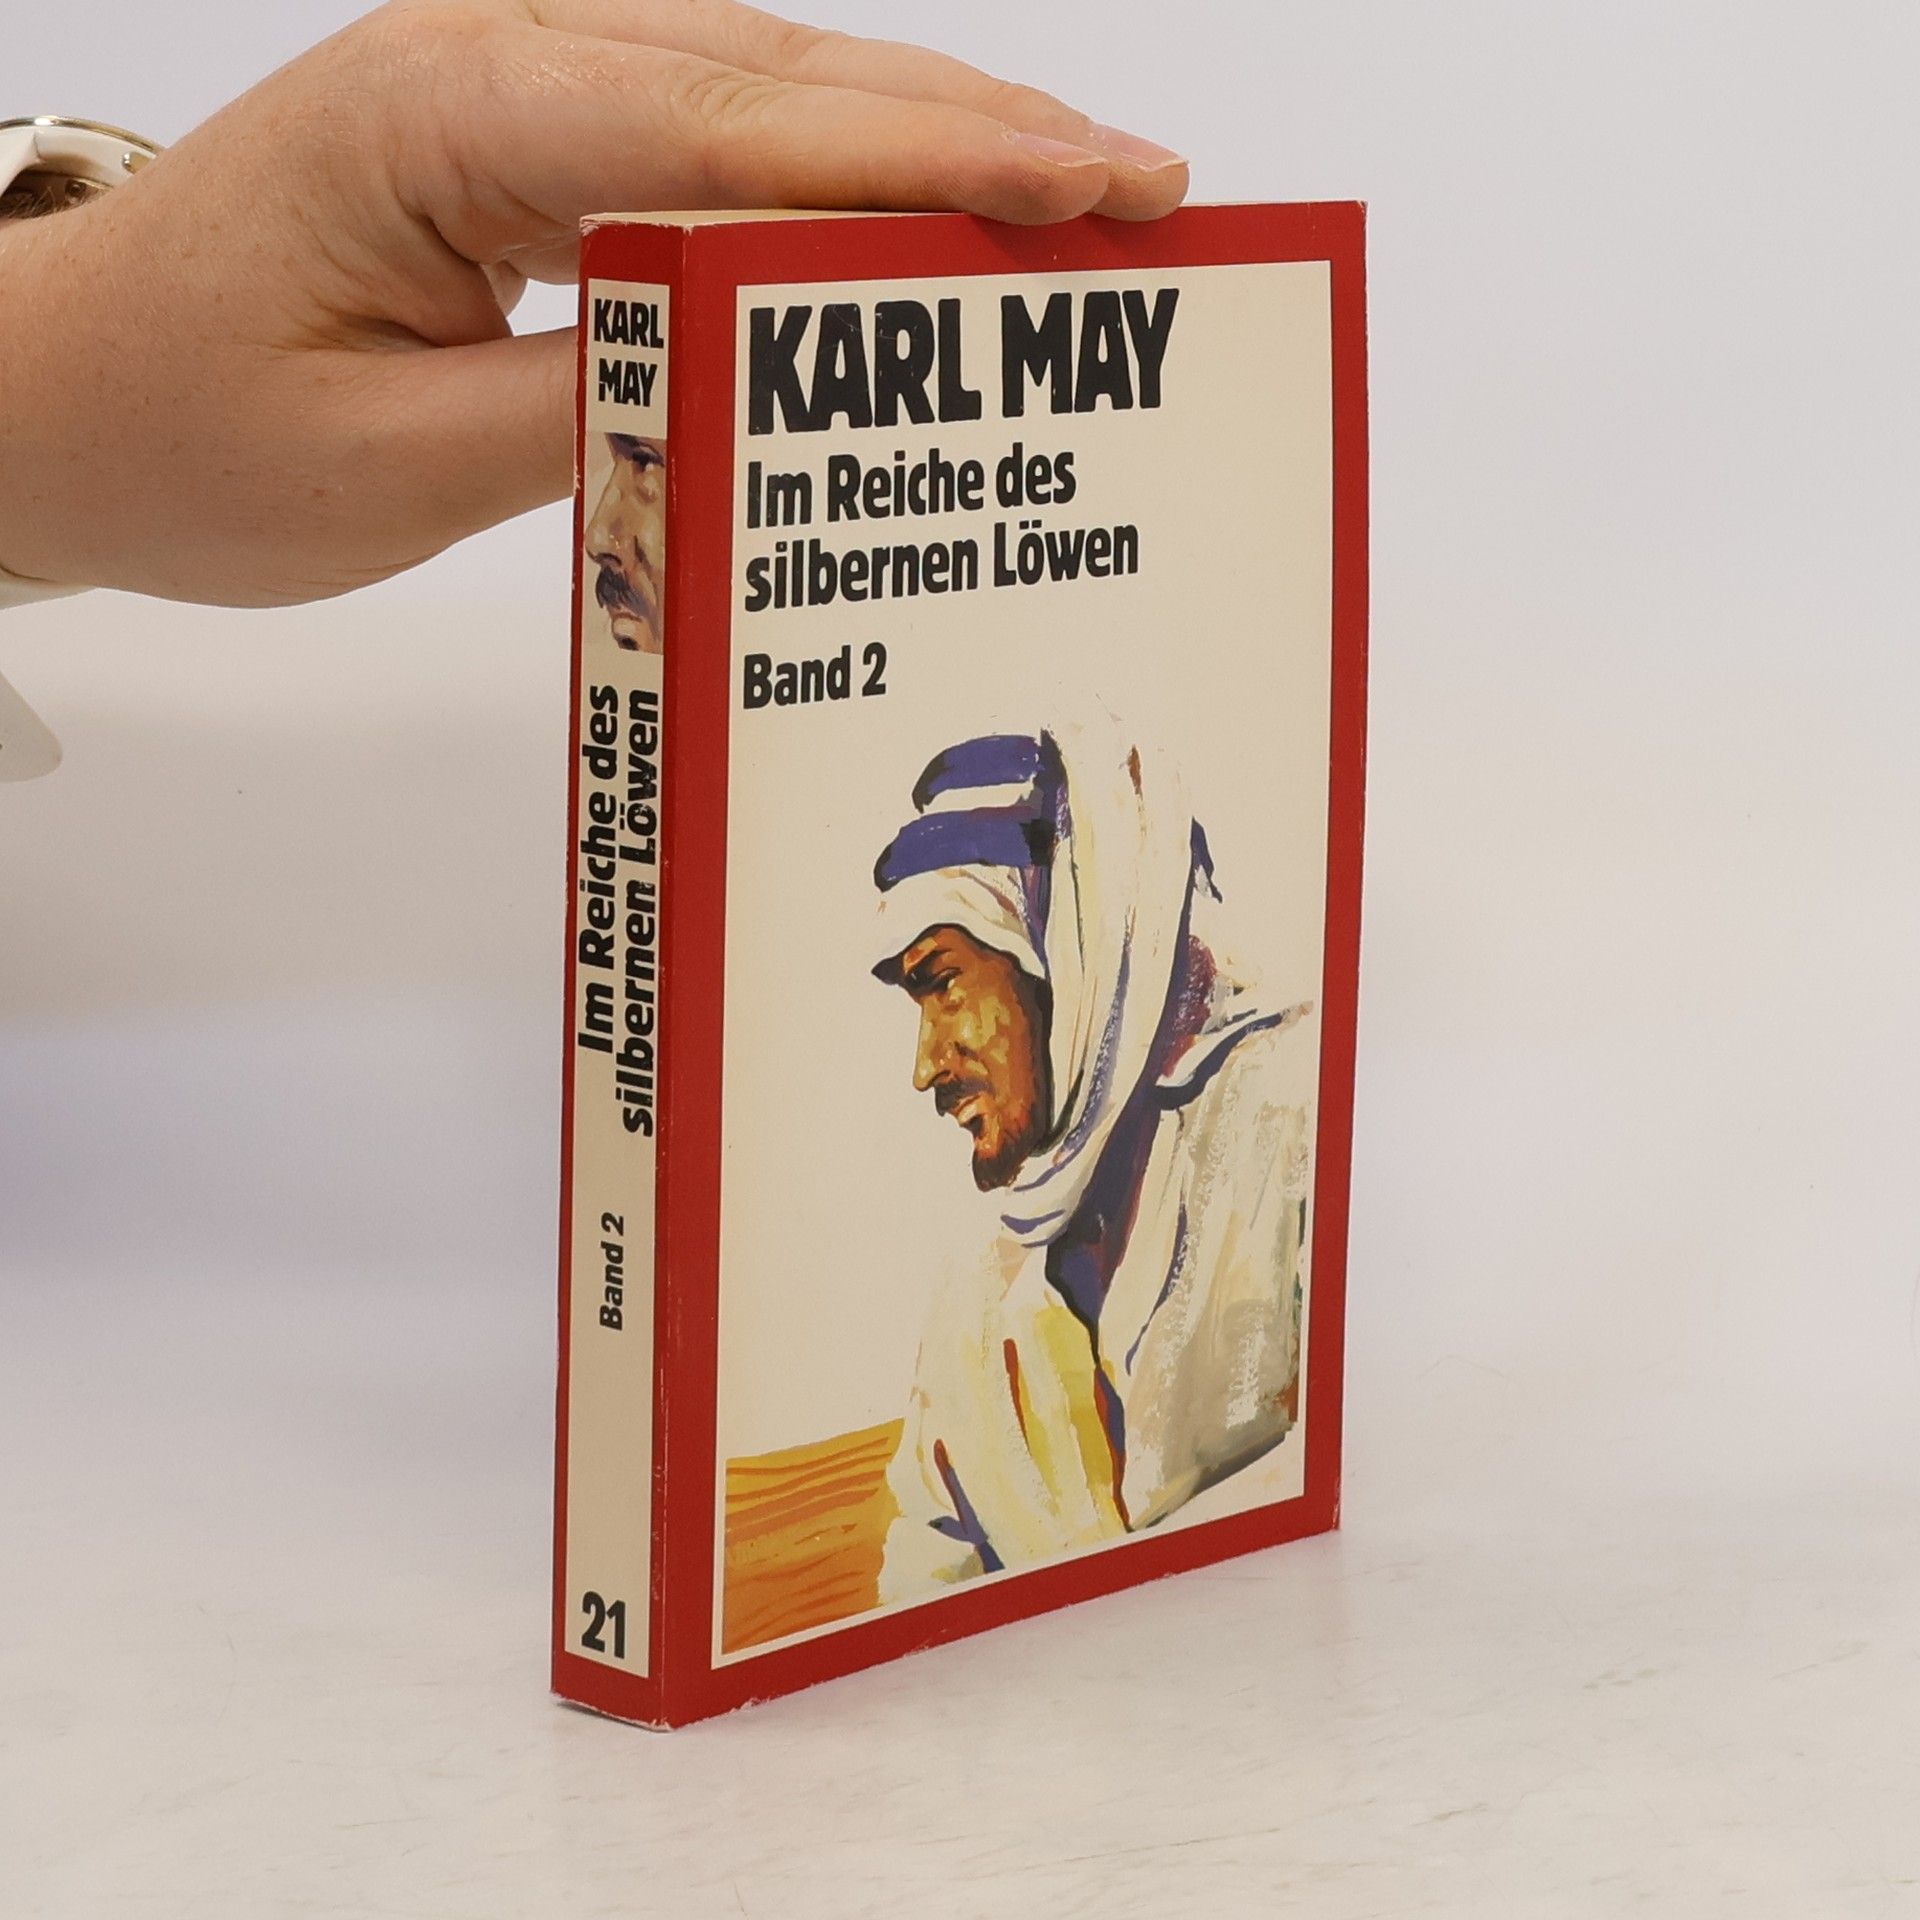 KARL
MAY
Im Reiche des
silbernen Löwen
Band 2
21
KARL MAY
Im Reiche des
silbernen Löwen
Band 2